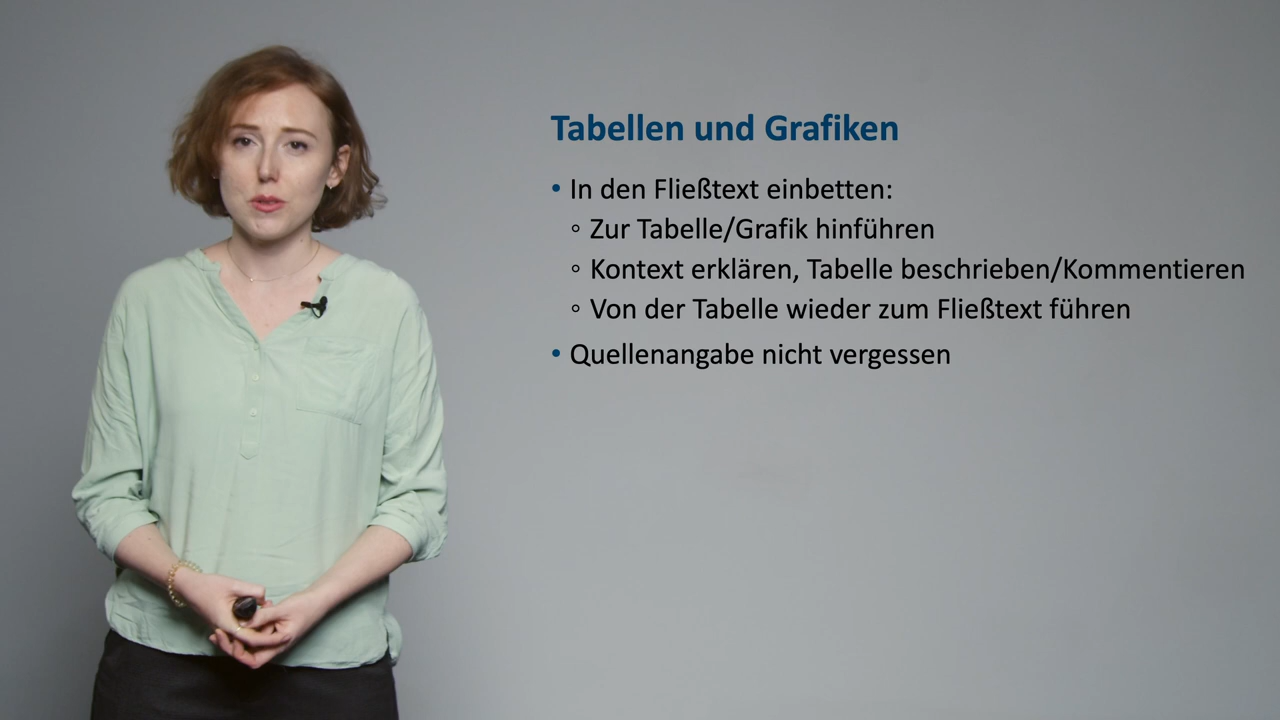 Tabellen und Grafiken
• In den Fließtext einbetten:
◦ Zur Tabelle/Grafik hinführen
◦ Kontext erklären, Tabelle beschrieben/Kommentieren
◦ Von der Tabelle wieder zum Fließtext führen
• Quellenangabe nicht vergessen